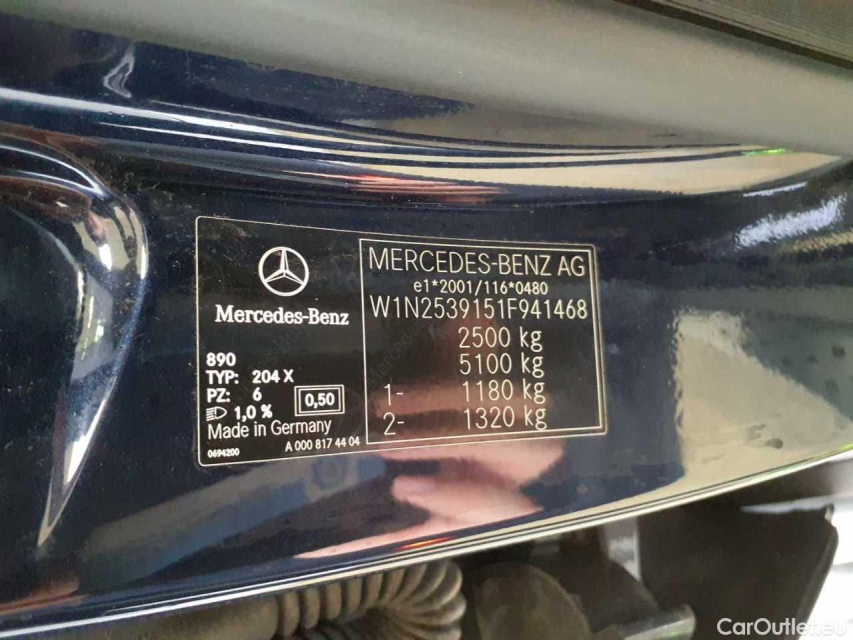 Mercedes-Benz
890
TYP: 204 X
PZ: 6
1,0 %
0,50
Made in Germany
0694200
A 000 817 44 04
MERCEDES-BENZ AG
e1*2001/116*0480
W1N2539151F941468
2500 kg
5100 kg
1- 1180 kg
2- 1320 kg
CarOutlet.eu